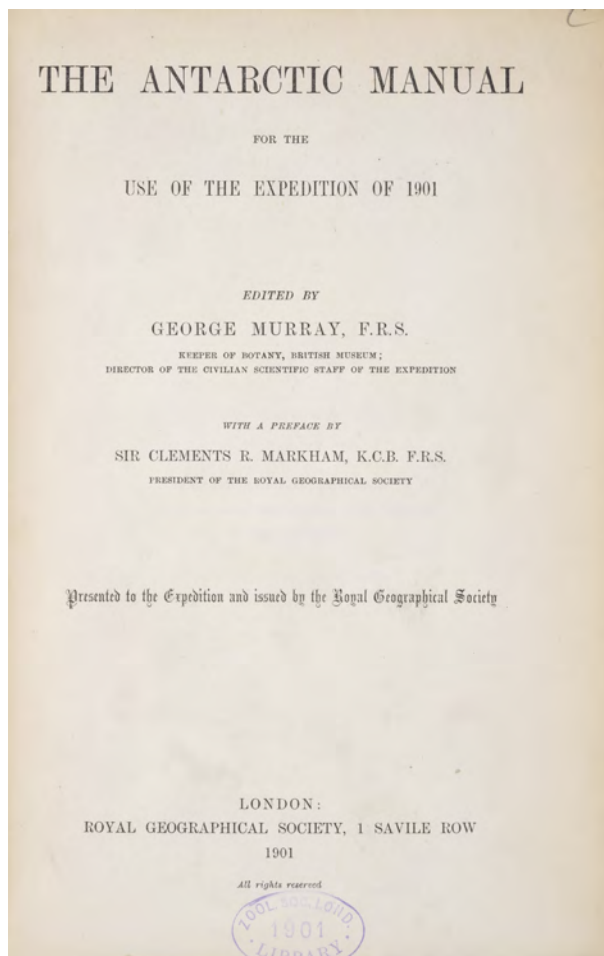 THE ANTARCTIC MANUAL
FOR THE
USE OF THE EXPEDITION OF 1901
EDITED BY
GEORGE MURRAY, F.R.S.
KEEPER OF BOTANY, BRITISH MUSEUM;
DIRECTOR OF THE CIVILIAN SCIENTIFIC STAFF OF THE EXPEDITION
WITH A PREFACE BY
SIR CLEMENTS R. MARKHAM, K.C.B. F.R.S.
PRESIDENT OF THE ROYAL GEOGRAPHICAL SOCIETY
Presented to the Expedition and issued by the Royal Geographical Society
LONDON:
ROYAL GEOGRAPHICAL SOCIETY, 1 SAVILE ROW
1901
All rights reserved
ZOOL. SOC. LOND.
1901
LIBRARY